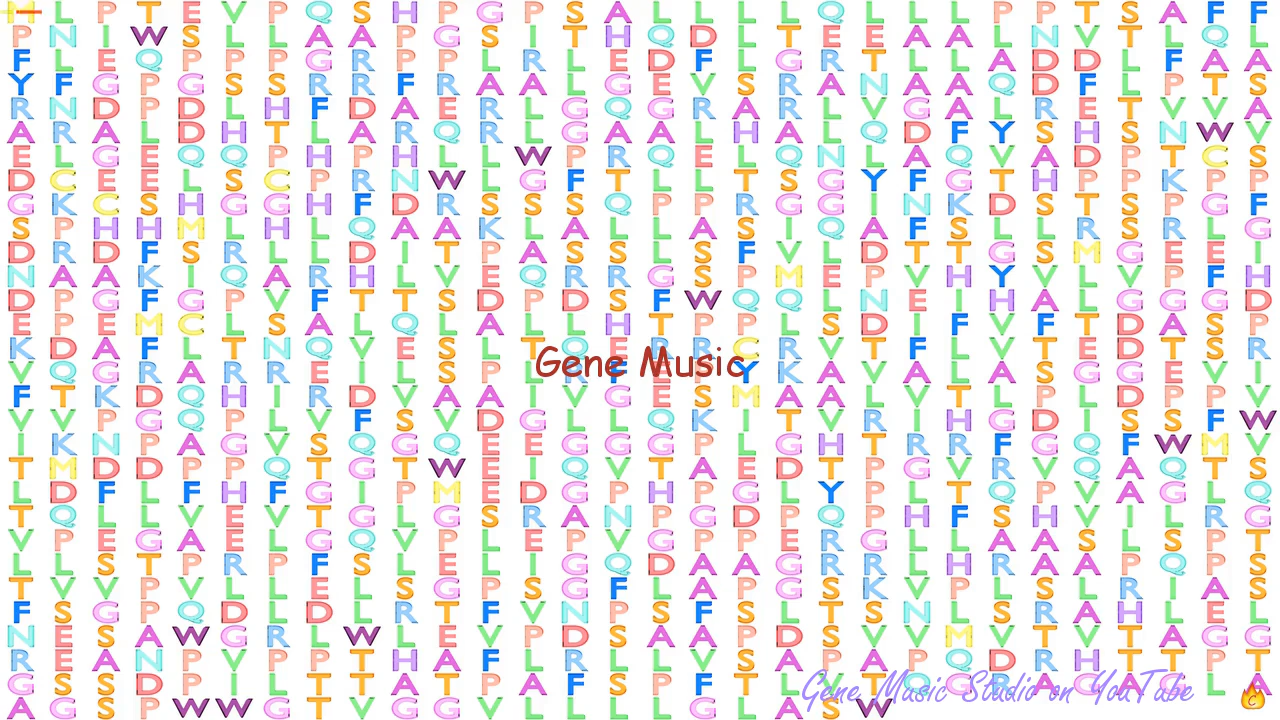 M L P T E V P Q S H P G P S A L L L L Q L L L P P T S A F F
P N I W S L L A A P G S I T H Q D L T E E A A L N V T L Q L
F L E Q P P P G R P P L R L E D F L G R T L L A D D L F A A
Y F G P G S S R R F R A A L G E V S R A L A A Q D F P A T S
R N D P D L H F D A E R L G Q G R A R N V G A L R E T V V A
A R A L D H T L A R Q R L G A A L H A L Q D F Y S H S N W V
E L G E Q Q P H P H L L W P R Q E L Q N L A Q V A D P T C S
D C E E L S C P R N W L G F T L L T S G Y F G T H P P K P P
G K C S H G G H F D R S S S Q P P R G Q I N K D S T S P G F
S P H H M L H L Q A A K L A L L A S I G A F S L L R S R L G
D R D F S R L L D L T P A S L L S F V L D T T G S M G E E I
N A A K I Q A R H I V E Q R R G S P M E P V H Y V L V P F H
D P G F G P V F T T S D P D S F W Q Q L N E I H A L G G G D
E P E M C L S A L Q L A L L H T P P L S D I F V F T D A S P
K D A F L T N Q V E S L T Q E R R C R V T F L V T S E D S R
Gene Music
V Q G R A R R E L L S P I R F E P Y K A V A L V A L G E V I
F T K D Q H I R D V A A L V G E S M A A L Y T L P D G P P V
V V P G Q P L V F S V D G L L Q K I T V R I H L D I S S F W
I K N P A G V S Q G Q E E G G G P L G H T R R F G Q F W M V
T M D D P P Q T G T W E I Q V T A E D T P G V R V Q A Q T S
L D F L F H F G I P M E D G P H P G L Y P L T Q P V A G L Q
T Q L L V E V T G L G S R A N P G D P Q P H F S H V I L R G
V P E G A E L G Q V P L E P V G P P E R G L L A A S L S P T
L L S T P R P F S L E L S G Q D A A G R R L H R A A P Q P T S
T V V P V L L E L S G P S G F L A P L S K V L P S L R I A S
F S G P Q D L D L R T F V N P S F A L T S N L S R A H A E L
N E S A W G R L W L E V P D S A A P D S V V M V T V T A G G
R E A N P V P P T H A F L R L L V S A P A P Q D R H T T P T
Gene Music Studio on YouTube
A G S P W W G T V G G V V G G G L L A S W